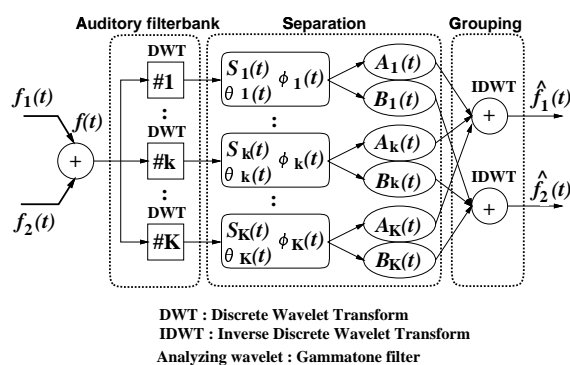 Auditory filterbank
Separation
Grouping
DWT
#1
S1(t) ϕ1(t)
θ1(t)
A1(t)
B1(t)
IDWT
+
f̂1(t)
f1(t)
f(t)
+
f2(t)
:
DWT
#k
:
Sk(t) ϕk(t)
θk(t)
Ak(t)
Bk(t)
:
DWT
#K
:
SK(t) ϕK(t)
θK(t)
AK(t)
BK(t)
IDWT
+
f̂2(t)
DWT : Discrete Wavelet Transform
IDWT : Inverse Discrete Wavelet Transform
Analyzing wavelet : Gammatone filter